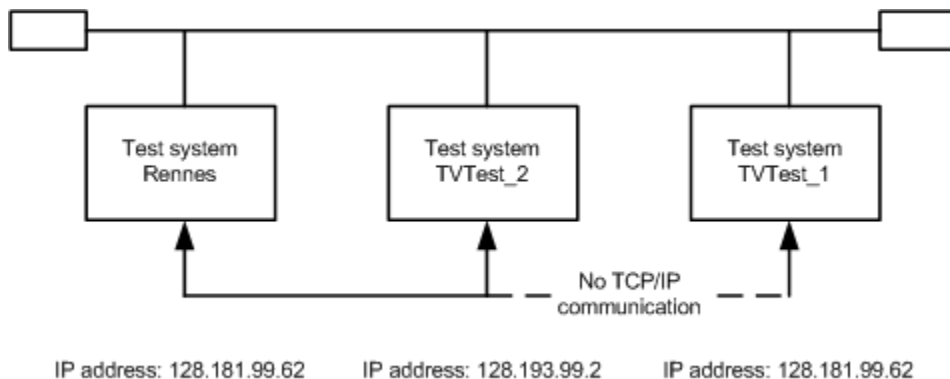 Test system
Rennes
Test system
TVTest_2
Test system
TVTest_1
No TCP/IP
communication
IP address: 128.181.99.62
IP address: 128.193.99.2
IP address: 128.181.99.62